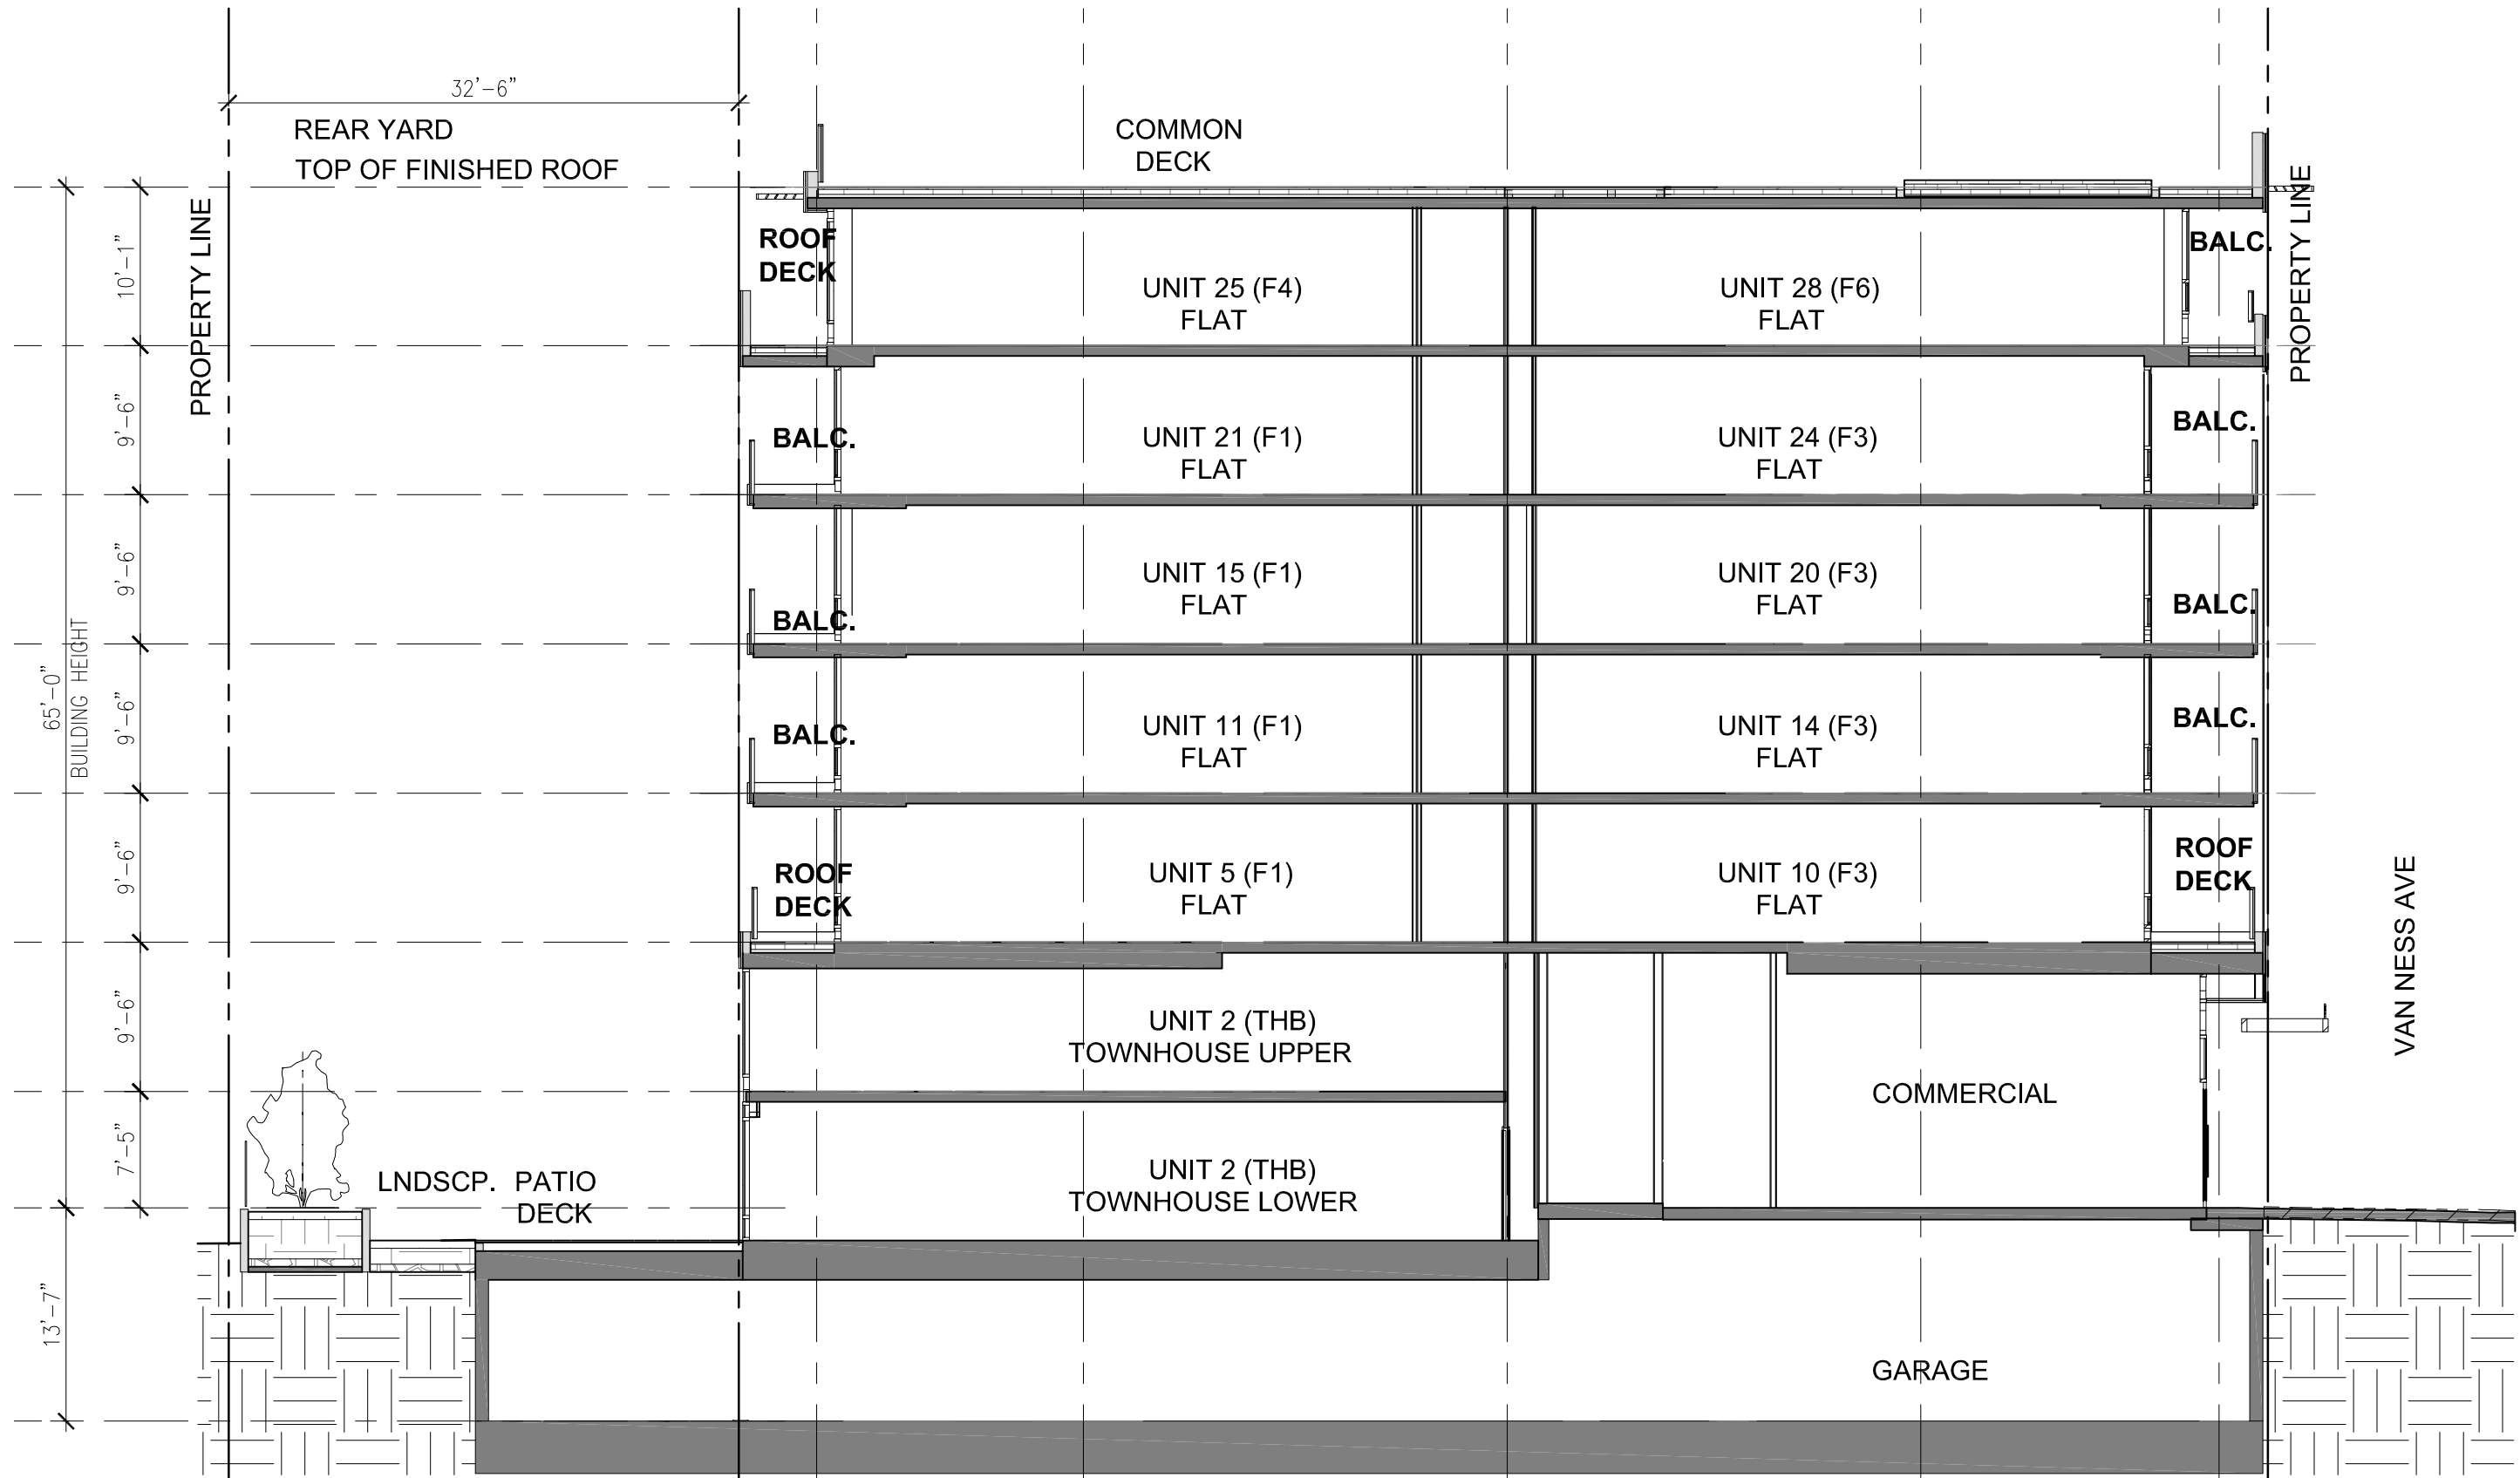 32'-6"
REAR YARD
TOP OF FINISHED ROOF
COMMON
DECK
PROPERTY LINE
PROPERTY LINE
10'-1"
ROOF
DECK
UNIT 25 (F4)
FLAT
UNIT 28 (F6)
FLAT
BALC.
9'-6"
BALC.
UNIT 21 (F1)
FLAT
UNIT 24 (F3)
FLAT
BALC.
9'-6"
BALC.
UNIT 15 (F1)
FLAT
UNIT 20 (F3)
FLAT
BALC.
65'-0"
BUILDING HEIGHT
9'-6"
BALC.
UNIT 11 (F1)
FLAT
UNIT 14 (F3)
FLAT
BALC.
9'-6"
ROOF
DECK
UNIT 5 (F1)
FLAT
UNIT 10 (F3)
FLAT
ROOF
DECK
VAN NESS AVE
9'-6"
UNIT 2 (THB)
TOWNHOUSE UPPER
COMMERCIAL
7'-5"
LNDSCP. PATIO
DECK
UNIT 2 (THB)
TOWNHOUSE LOWER
13'-7"
GARAGE